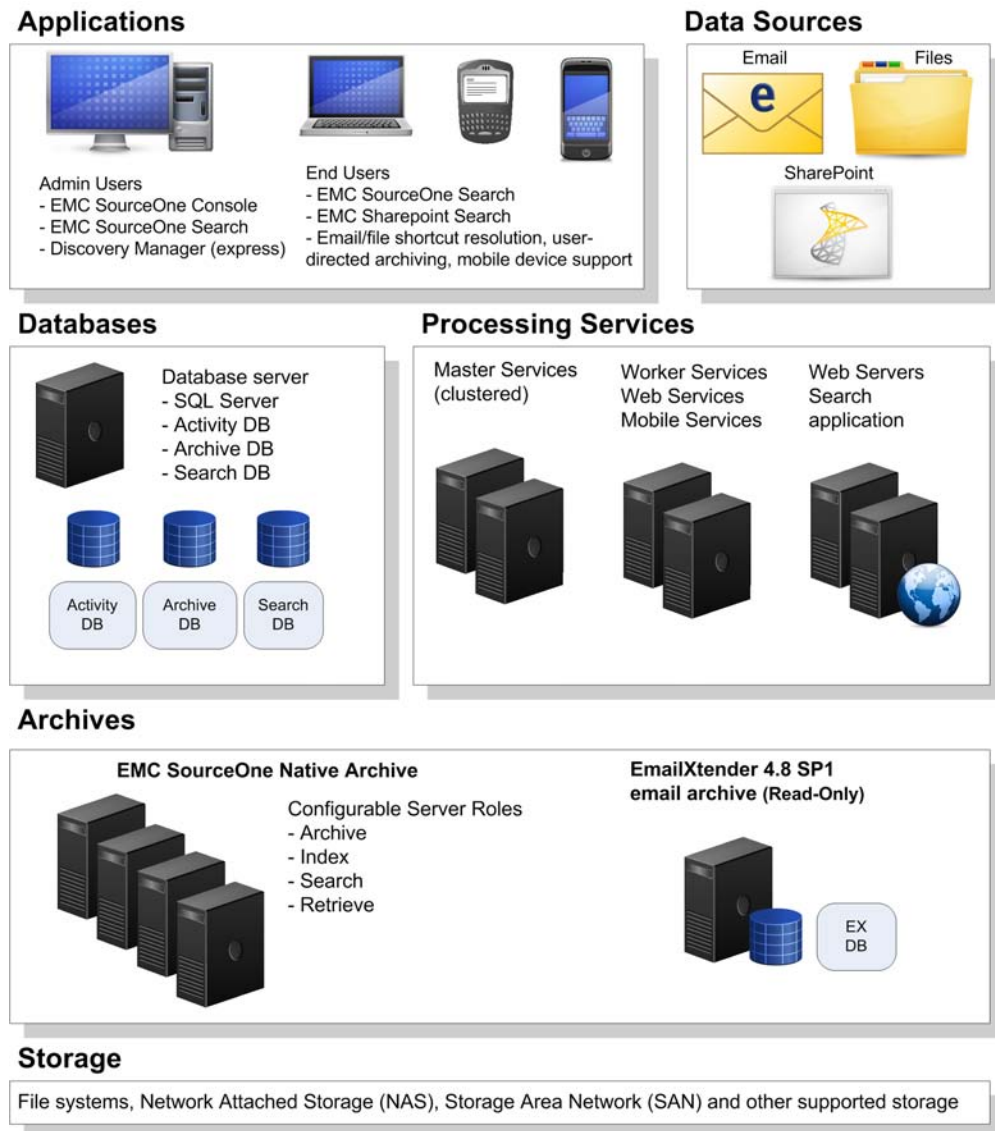 Applications
Admin Users
- EMC SourceOne Console
- EMC SourceOne Search
- Discovery Manager (express)
End Users
- EMC SourceOne Search
- EMC Sharepoint Search
- Email/file shortcut resolution, user-
directed archiving, mobile device support
Data Sources
Email
e
Files
SharePoint
Databases
Database server
- SQL Server
- Activity DB
- Archive DB
- Search DB
Activity
DB
Archive
DB
Search
DB
Processing Services
Master Services
(clustered)
Worker Services
Web Services
Mobile Services
Web Servers
Search
application
Archives
EMC SourceOne Native Archive
Configurable Server Roles
- Archive
- Index
- Search
- Retrieve
EmailXtender 4.8 SP1
email archive (Read-Only)
EX
DB
Storage
File systems, Network Attached Storage (NAS), Storage Area Network (SAN) and other supported storage